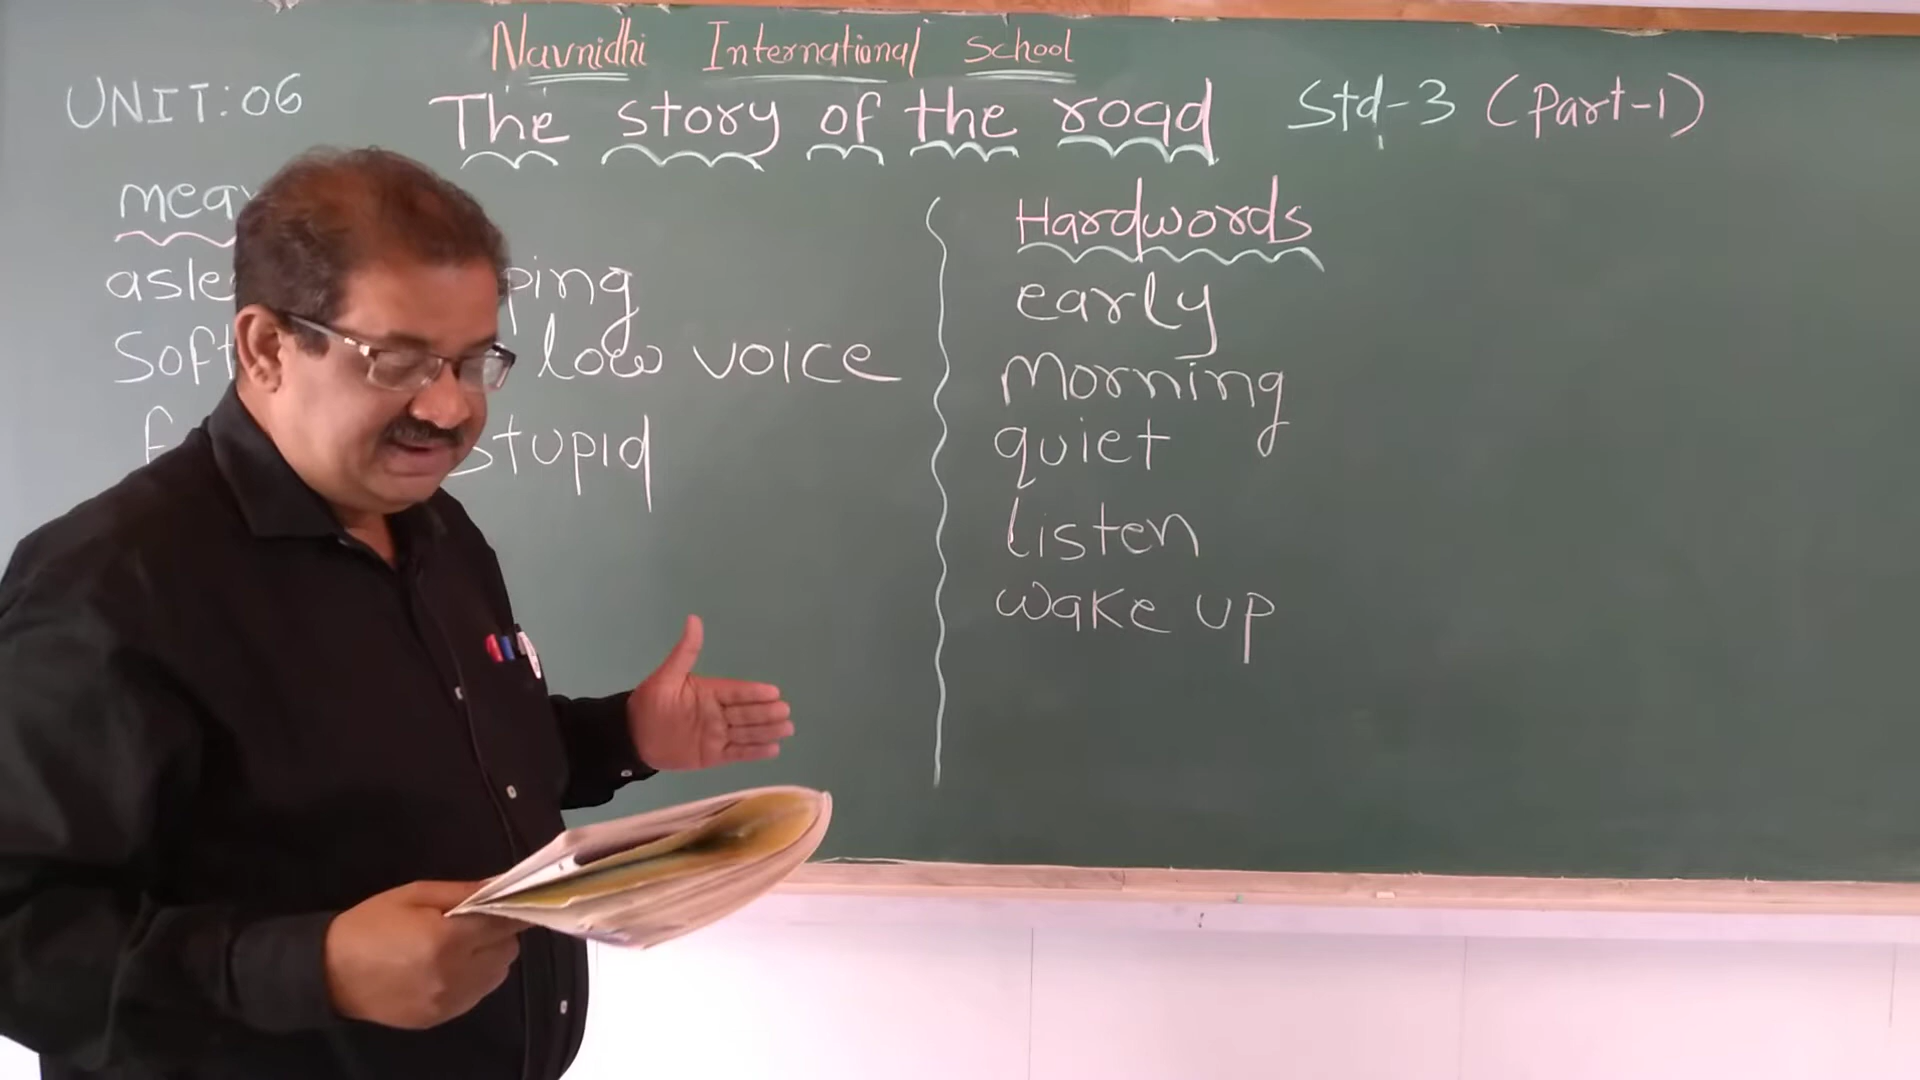 Navnidhi International School
UNIT:06 The story of the road Std-3 (Part-1)
low voice
stupid
Hardwords
early
Morning
quiet
listen
wake up